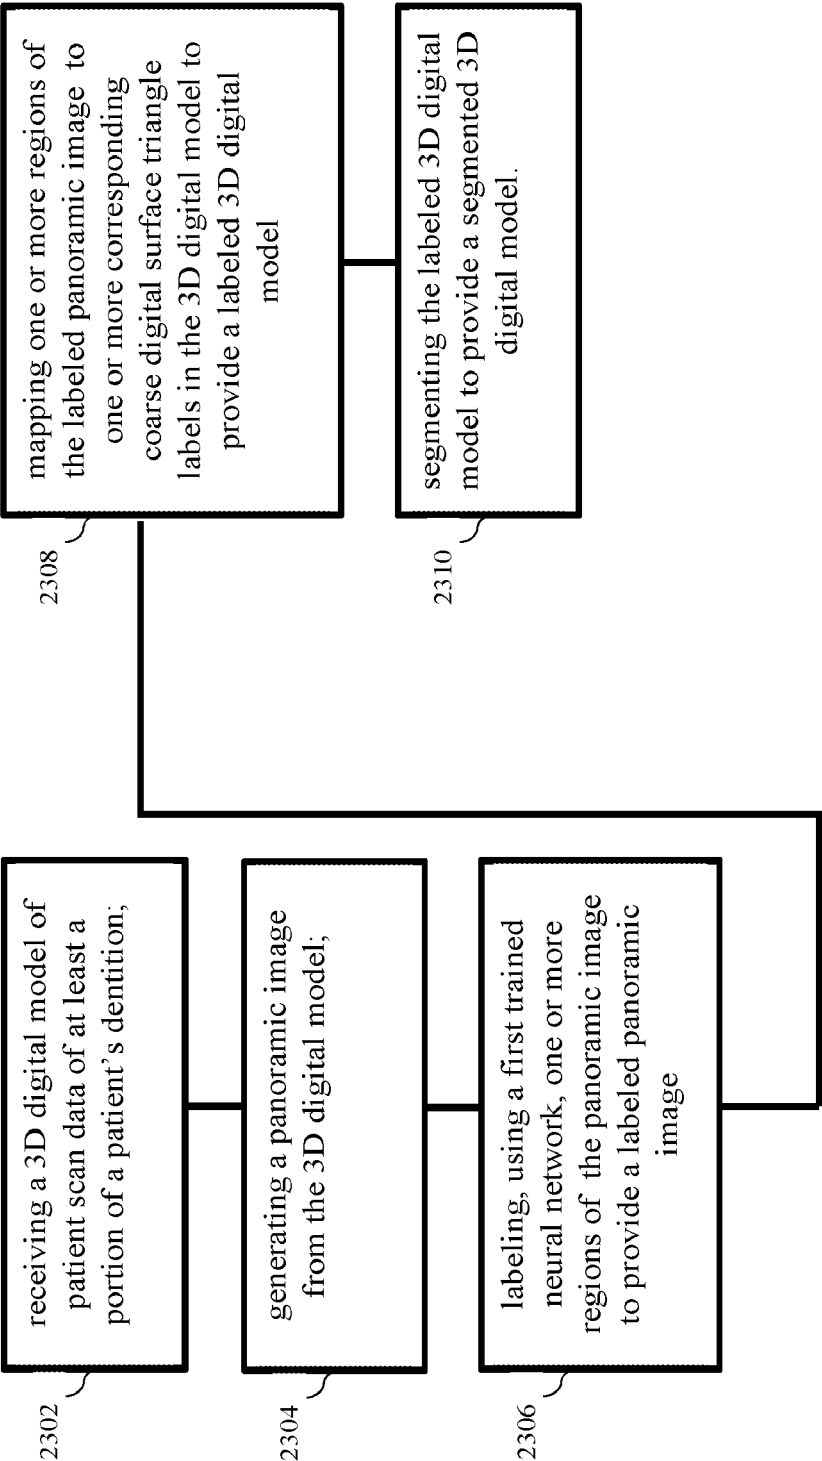 2302
receiving a 3D digital model of
patient scan data of at least a
portion of a patient's dentition;
2304
generating a panoramic image
from the 3D digital model;
2306
labeling, using a first trained
neural network, one or more
regions of the panoramic image
to provide a labeled panoramic
image
2308
mapping one or more regions of
the labeled panoramic image to
one or more corresponding
coarse digital surface triangle
labels in the 3D digital model to
provide a labeled 3D digital
model
2310
segmenting the labeled 3D digital
model to provide a segmented 3D
digital model.